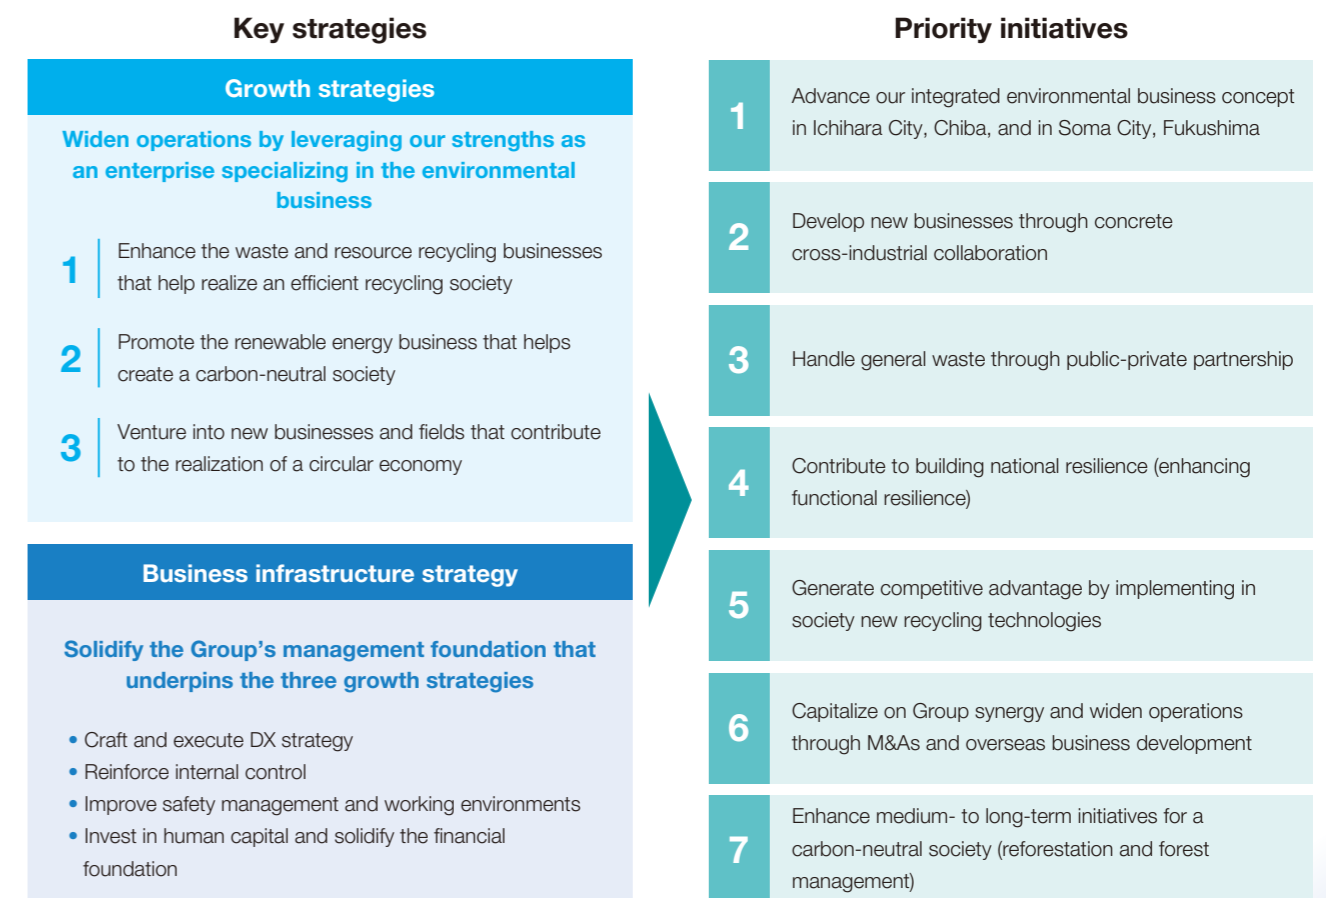 Key strategies
Growth strategies
Widen operations by leveraging our strengths as
an enterprise specializing in the environmental
business
1
Enhance the waste and resource recycling businesses
that help realize an efficient recycling society
2
Promote the renewable energy business that helps
create a carbon-neutral society
3
Venture into new businesses and fields that contribute
to the realization of a circular economy
Business infrastructure strategy
Solidify the Group’s management foundation that
underpins the three growth strategies
• Craft and execute DX strategy
• Reinforce internal control
• Improve safety management and working environments
• Invest in human capital and solidify the financial
foundation
Priority initiatives
1
Advance our integrated environmental business concept
in Ichihara City, Chiba, and in Soma City, Fukushima
2
Develop new businesses through concrete
cross-industrial collaboration
3
Handle general waste through public-private partnership
4
Contribute to building national resilience (enhancing
functional resilience)
5
Generate competitive advantage by implementing in
society new recycling technologies
6
Capitalize on Group synergy and widen operations
through M&As and overseas business development
7
Enhance medium- to long-term initiatives for a
carbon-neutral society (reforestation and forest
management)